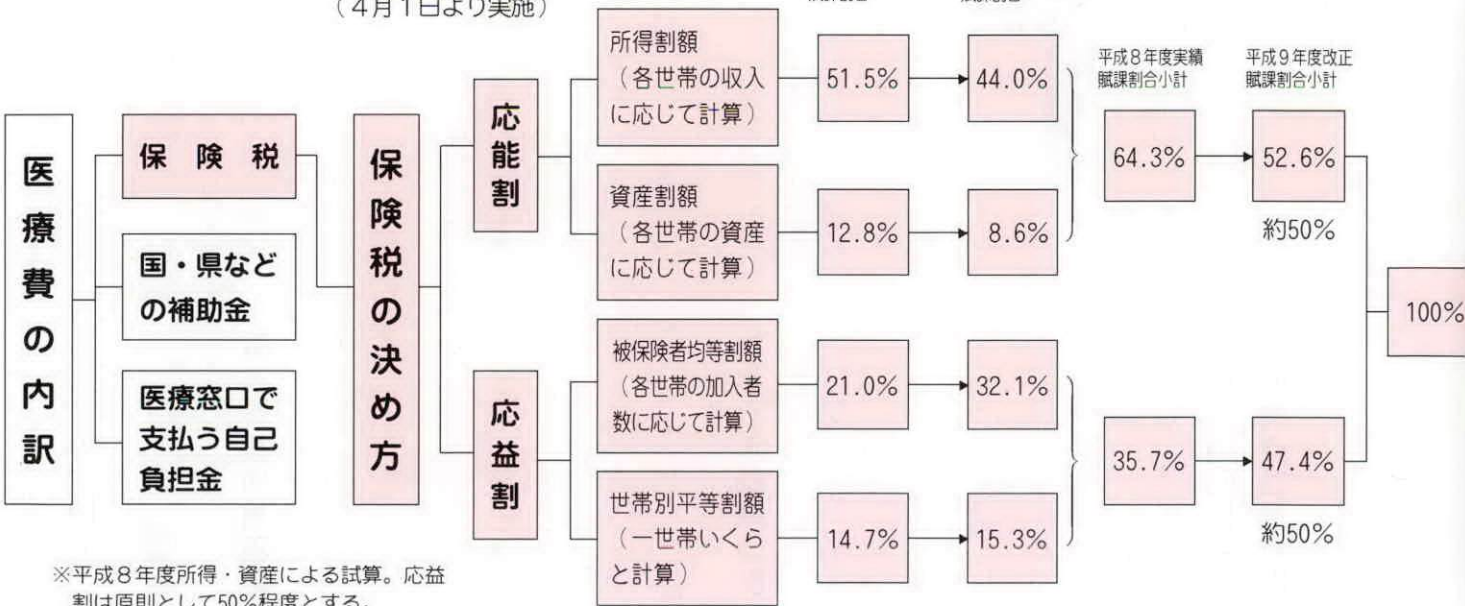 （4月1日より実施）
医療費の内訳
保険税
国・県など
の補助金
医療窓口で
支払う自己
負担金
保険税の決め方
応能割
応益割
所得割額
（各世帯の収入
に応じて計算）
51.5%
44.0%
資産割額
（各世帯の資産
に応じて計算）
12.8%
8.6%
被保険者均等割額
（各世帯の加入者
数に応じて計算）
21.0%
32.1%
世帯別平等割額
（一世帯いくら
と計算）
14.7%
15.3%
平成8年度実績
賦課割合小計
平成9年度改正
賦課割合小計
64.3%
52.6%
約50%
35.7%
47.4%
約50%
100%
※平成8年度所得・資産による試算。応益
割は原則として50%程度とする。